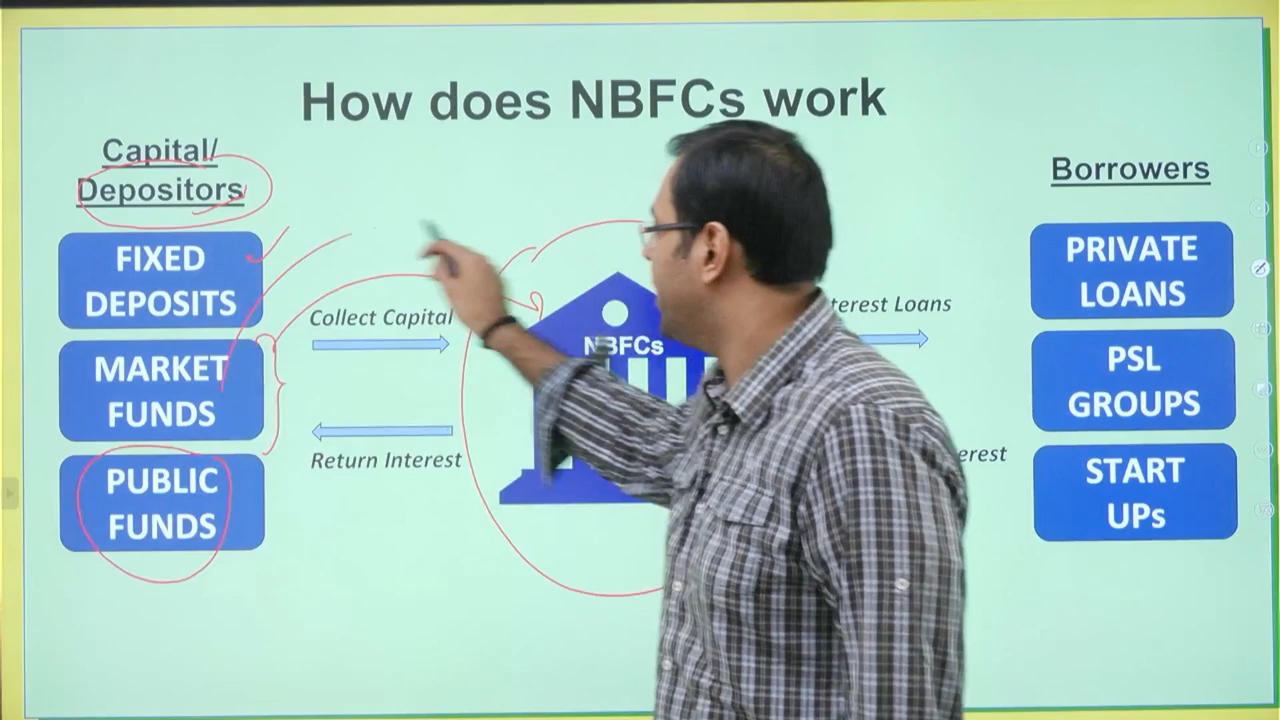 How does NBFCs work
Capital/
Depositors
FIXED
DEPOSITS
MARKET
FUNDS
PUBLIC
FUNDS
Collect Capital
Return Interest
NBFCs
Loans
Borrowers
PRIVATE
LOANS
PSL
GROUPS
START
UPs